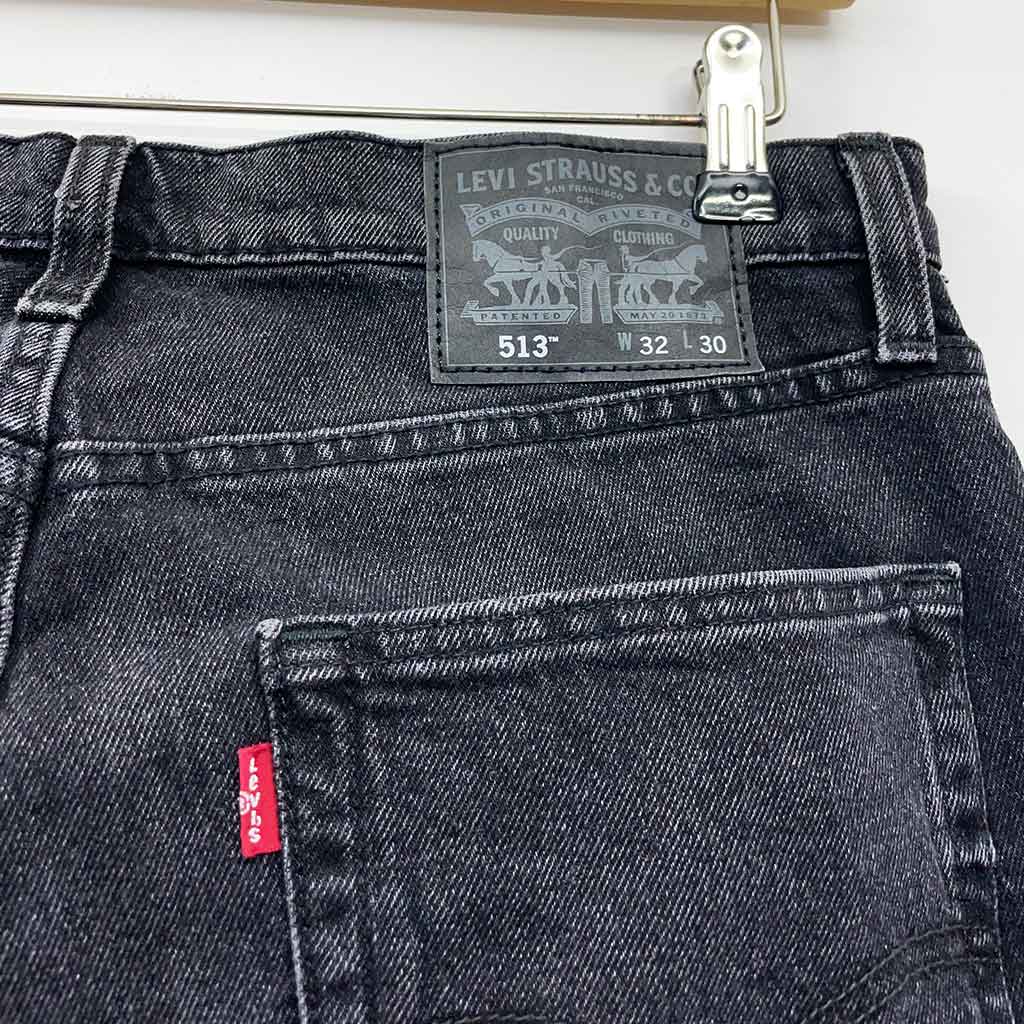 LEVI STRAUSS & CO
SAN FRANCISCO
CAL.
ORIGINAL RIVETED
QUALITY CLOTHING
PATENTED MAY 20 1873
513™ W 32 L 30
Levi's
®